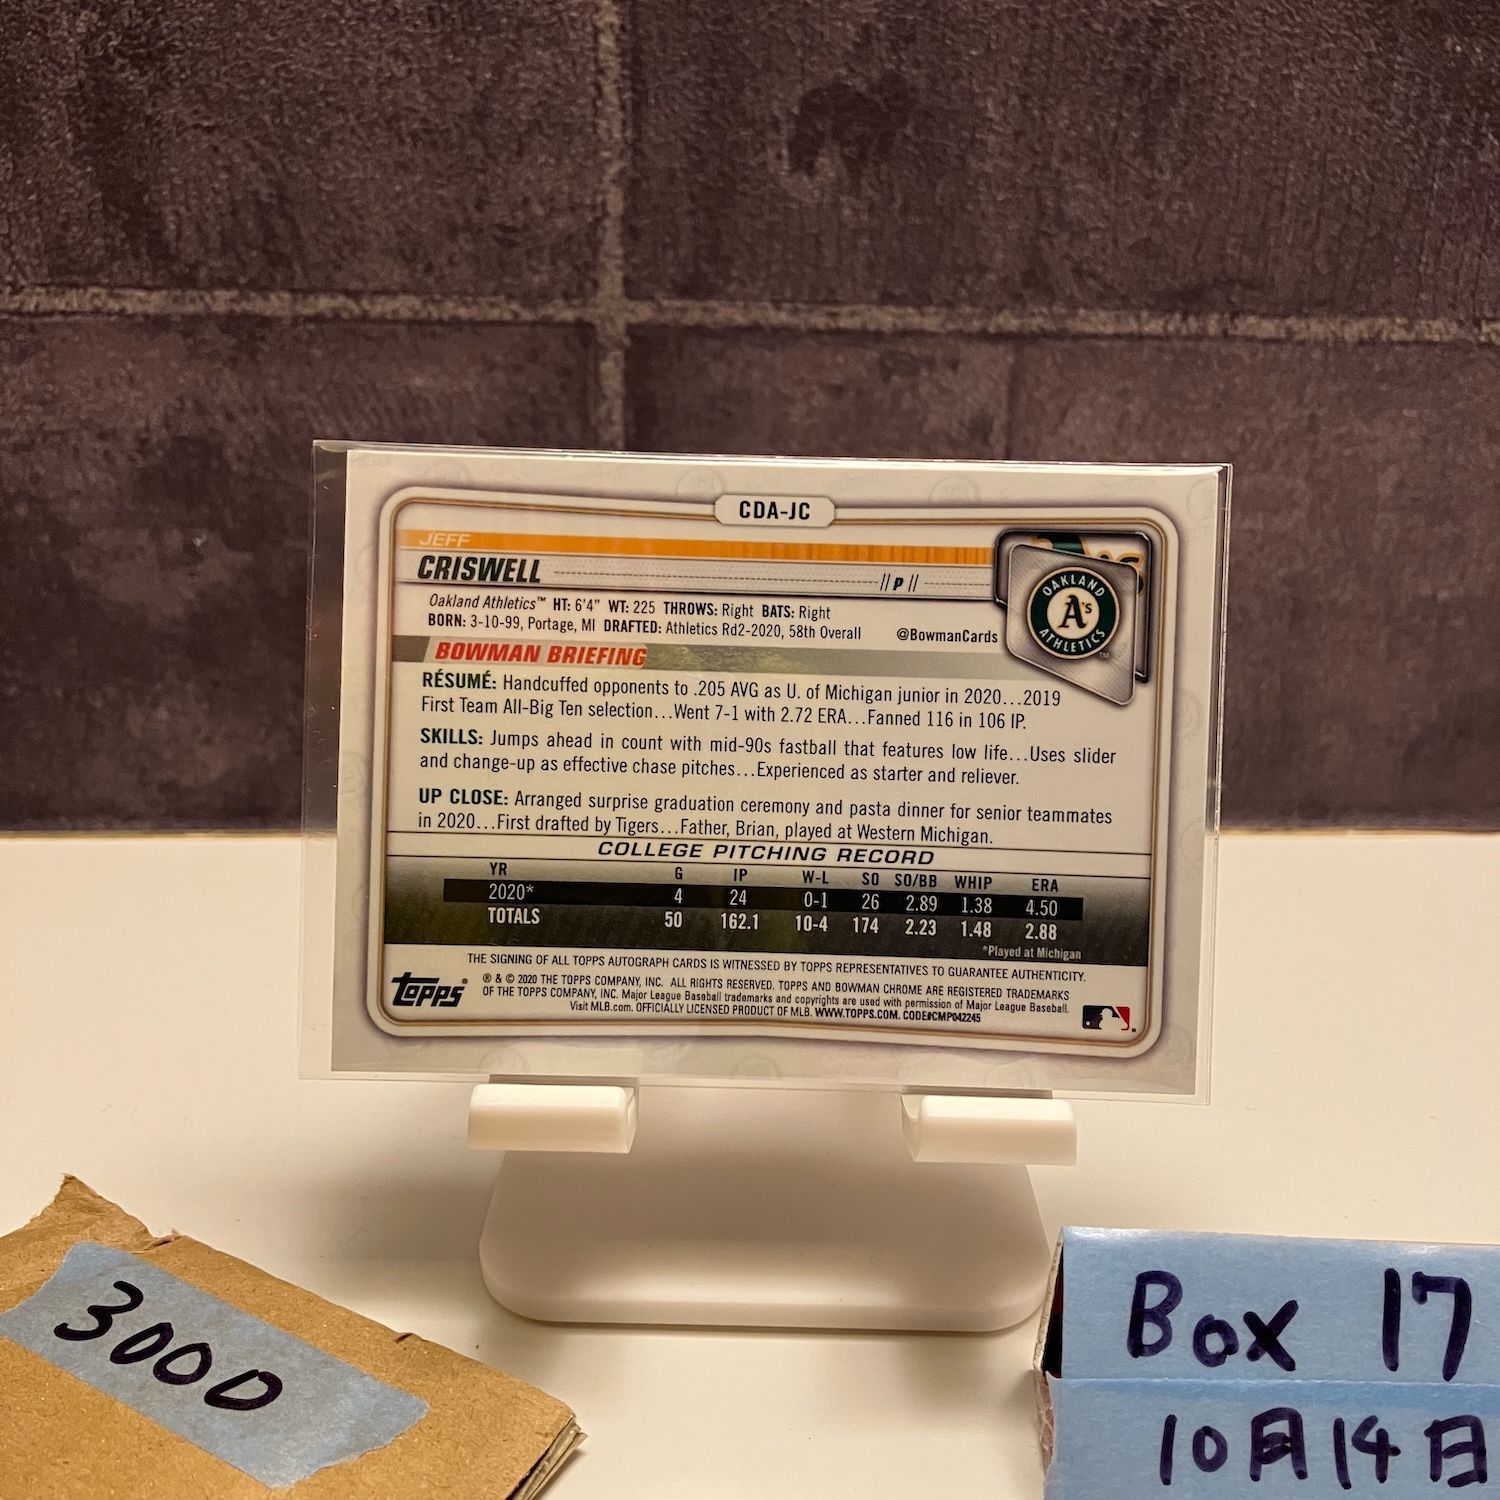 CDA-JC
JEFF
CRISWELL
// P //
Oakland Athletics™ HT: 6'4" WT: 225 THROWS: Right BATS: Right
BORN: 3-10-99, Portage, MI DRAFTED: Athletics Rd2-2020, 58th Overall
@BowmanCards
OAKLAND
A's
ATHLETICS
TM
BOWMAN BRIEFING
RÉSUMÉ: Handcuffed opponents to .205 AVG as U. of Michigan junior in 2020...2019
First Team All-Big Ten selection...Went 7-1 with 2.72 ERA...Fanned 116 in 106 IP.
SKILLS: Jumps ahead in count with mid-90s fastball that features low life...Uses slider
and change-up as effective chase pitches...Experienced as starter and reliever.
UP CLOSE: Arranged surprise graduation ceremony and pasta dinner for senior teammates
in 2020...First drafted by Tigers...Father, Brian, played at Western Michigan.
COLLEGE PITCHING RECORD
YR G IP W-L SO SO/BB WHIP ERA
2020* 4 24 0-1 26 2.89 1.38 4.50
TOTALS 50 162.1 10-4 174 2.23 1.48 2.88
*Played at Michigan
THE SIGNING OF ALL TOPPS AUTOGRAPH CARDS IS WITNESSED BY TOPPS REPRESENTATIVES TO GUARANTEE AUTHENTICITY.
topps®
® & © 2020 THE TOPPS COMPANY, INC. ALL RIGHTS RESERVED. TOPPS AND BOWMAN CHROME ARE REGISTERED TRADEMARKS
OF THE TOPPS COMPANY, INC. Major League Baseball trademarks and copyrights are used with permission of Major League Baseball.
Visit MLB.com. OFFICIALLY LICENSED PRODUCT OF MLB. WWW.TOPPS.COM. CODE#CMP042245
3000
Box 17
10月14日